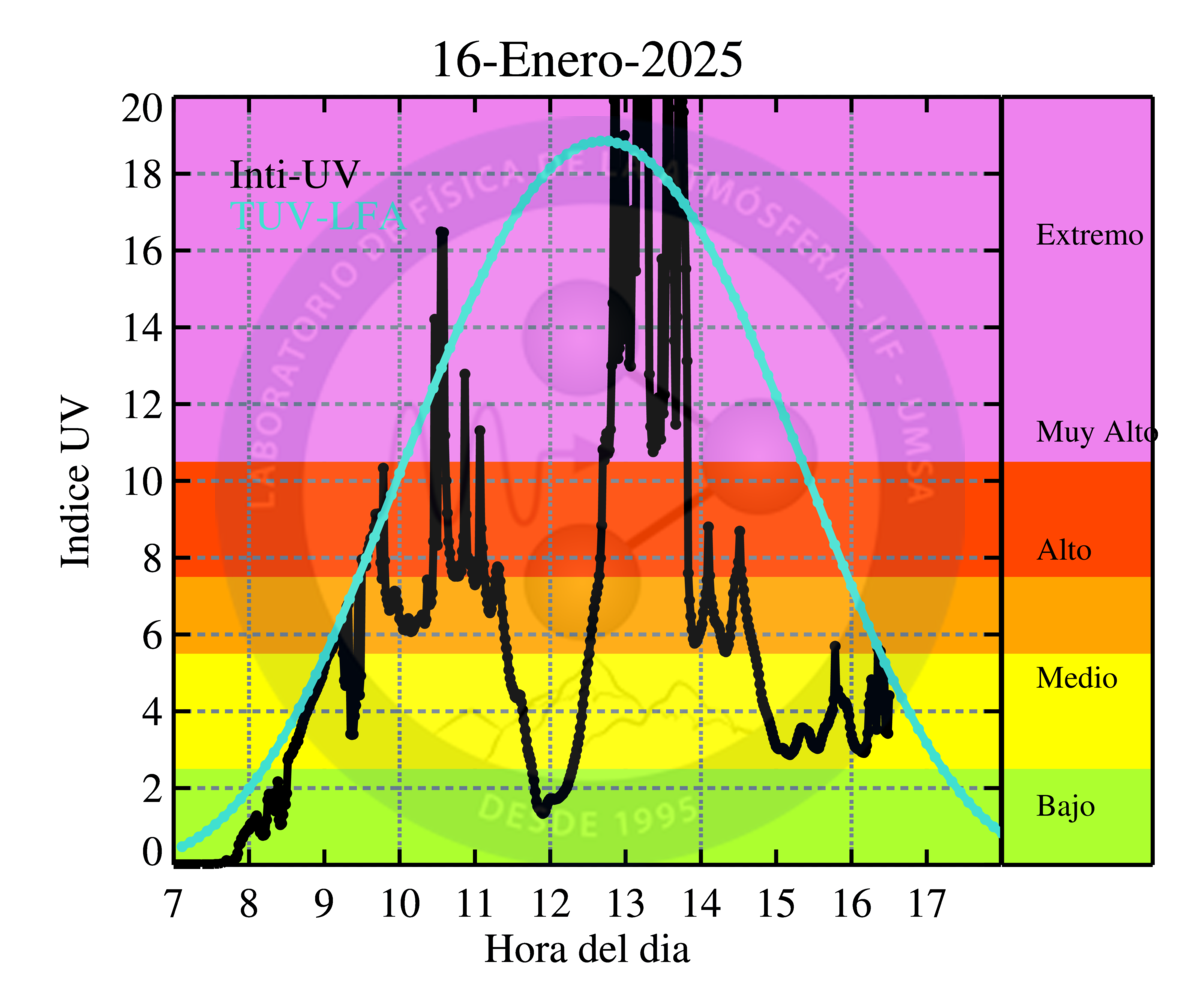 16-Enero-2025
20
18
16
14
12
10
8
6
4
2
0
Indice UV
Inti-UV
TUV-LFA
LABORATORIO DE FÍSICA DE LA ATMÓSFERA - IIF - UMSA
DESDE 1995
Extremo
Muy Alto
Alto
Medio
Bajo
7 8 9 10 11 12 13 14 15 16 17
Hora del dia